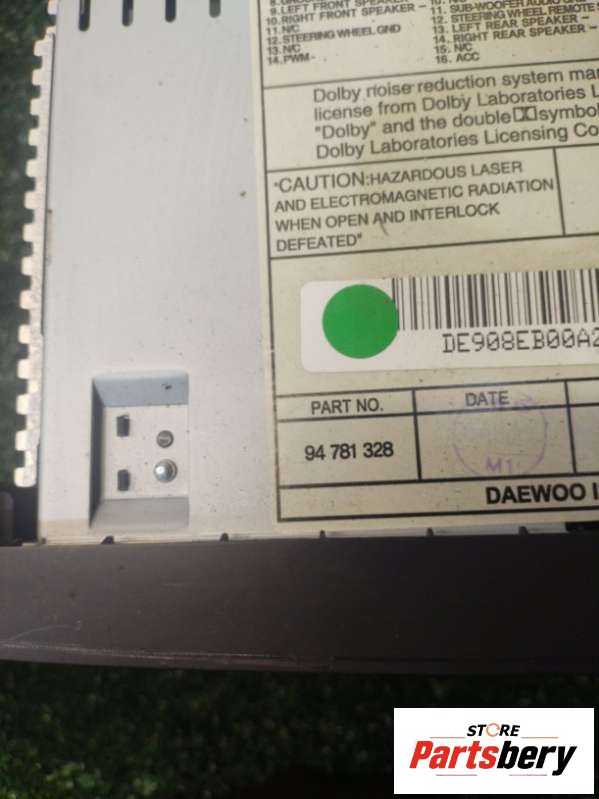 9. LEFT FRONT SPEAKER -
10. RIGHT FRONT SPEAKER -
11. N/C
12. STEERING WHEEL GND
13. N/C
14. PWM-
11. SUB-WOOFER AUDIO
12. STEERING WHEEL REMOTE
13. LEFT REAR SPEAKER -
14. RIGHT REAR SPEAKER -
15. N/C
16. ACC
Dolby noise reduction system
license from Dolby Laboratories L
"Dolby" and the double DD symbol
Dolby Laboratories Licensing Co
"CAUTION:HAZARDOUS LASER
AND ELECTROMAGNETIC RADIATION
WHEN OPEN AND INTERLOCK
DEFEATED"
DE908EB00A2
PART NO.
DATE
94 781 328
M1
DAEWOO I
STORE
Partsbery